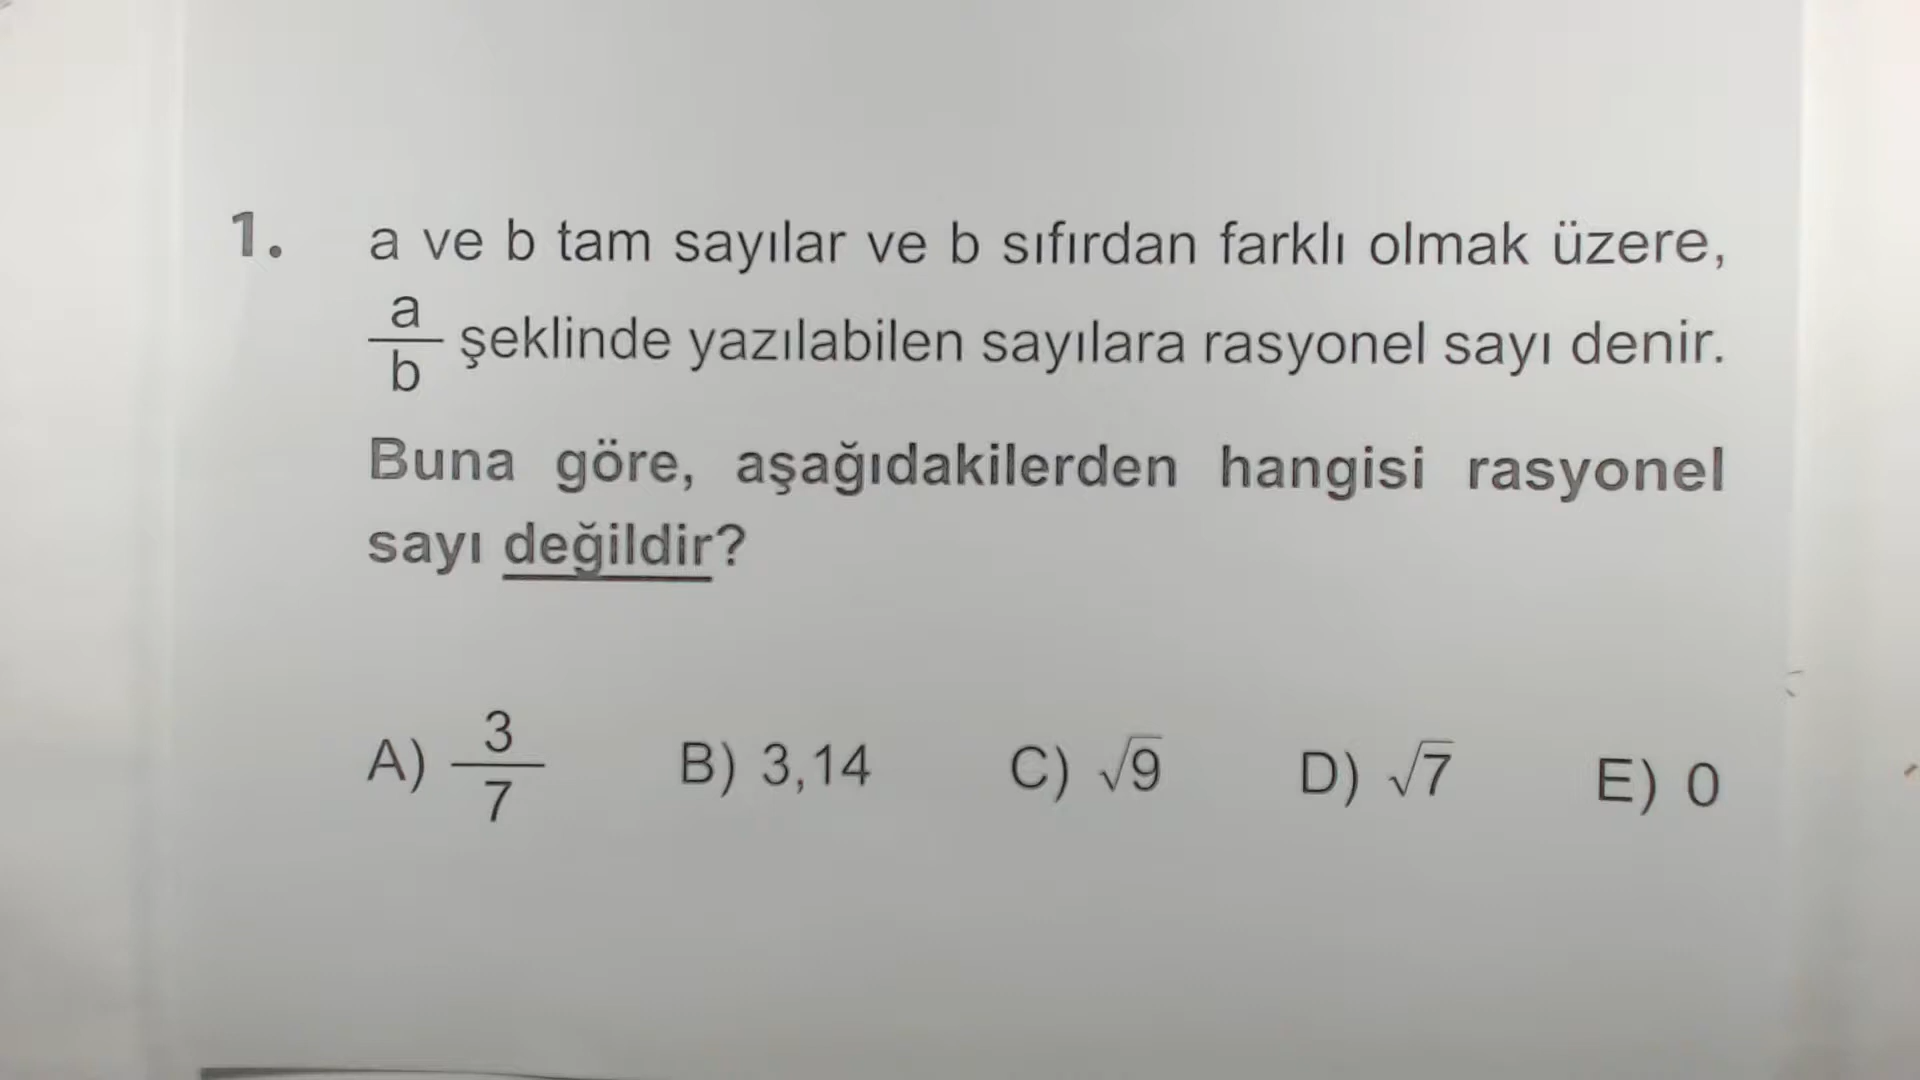 1. a ve b tam sayılar ve b sıfırdan farklı olmak üzere,
a/b şeklinde yazılabilen sayılara rasyonel sayı denir.
Buna göre, aşağıdakilerden hangisi rasyonel
sayı değildir?
A) 3/7 B) 3,14 C) √9 D) √7 E) 0